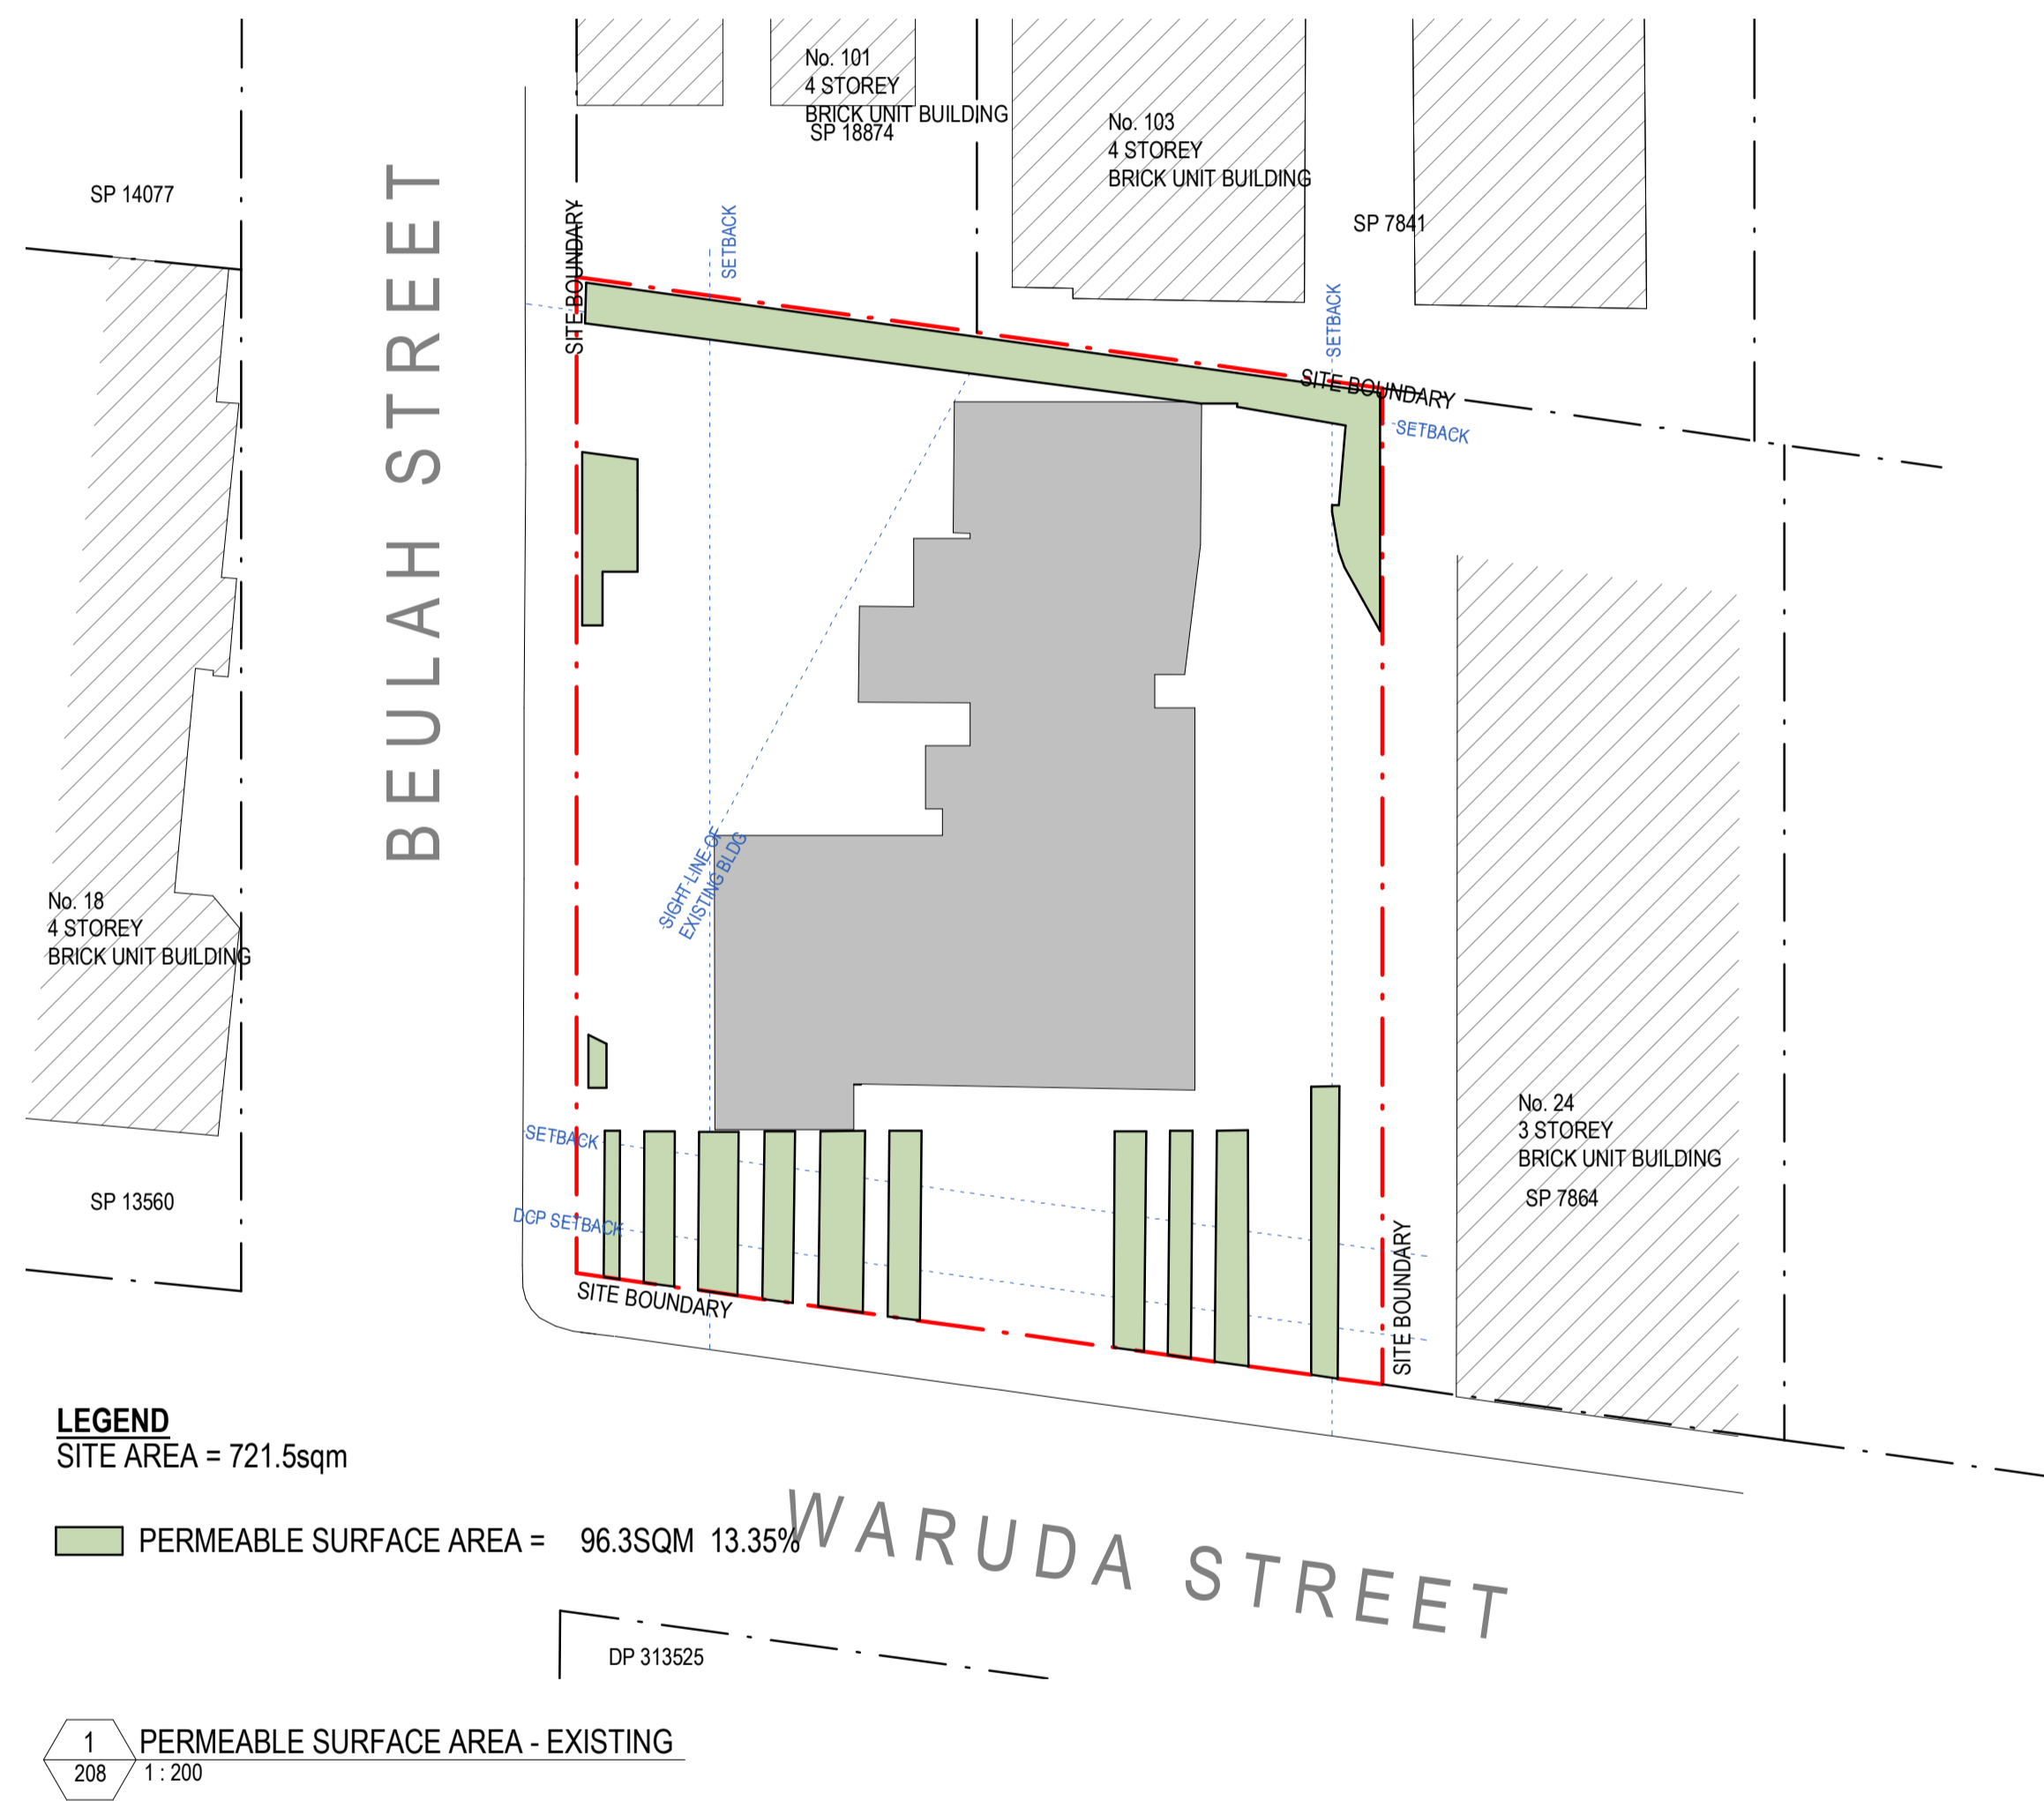 No. 101
4 STOREY
BRICK UNIT BUILDING
SP 18874
No. 103
4 STOREY
BRICK UNIT BUILDING
SP 14077
SP 7841
SITE BOUNDARY
SETBACK
SETBACK
SITE BOUNDARY
SETBACK
BEULAH STREET
SIGHT-LINE OF
EXISTING BLDG
No. 18
4 STOREY
BRICK UNIT BUILDING
SETBACK
DCP SETBACK
SP 13560
No. 24
3 STOREY
BRICK UNIT BUILDING
SP 7864
SITE BOUNDARY
SITE BOUNDARY
LEGEND
SITE AREA = 721.5sqm
PERMEABLE SURFACE AREA = 96.3SQM 13.35%
WARUDA STREET
DP 313525
1
208
PERMEABLE SURFACE AREA - EXISTING
1 : 200